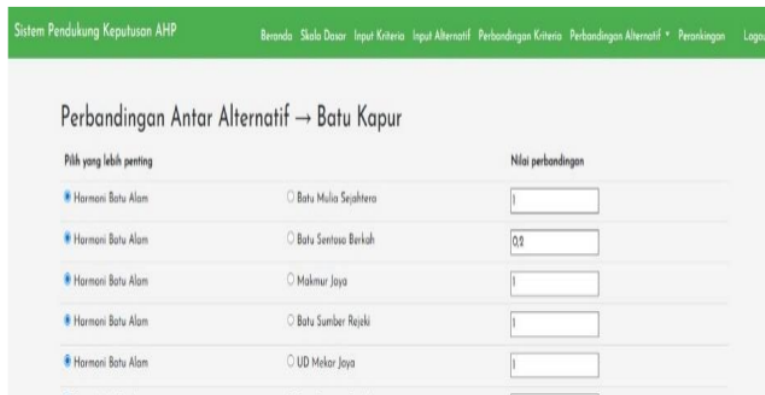 Sistem Pendukung Keputusan AHP
Beranda Skala Dasar Input Kriteria Input Alternatif Perbandingan Kriteria Perbandingan Alternatif Perankingan Logou
Perbandingan Antar Alternatif → Batu Kapur
Pilih yang lebih penting Nilai perbandingan
Harmoni Batu Alam Batu Mulia Sejahtera 1
Harmoni Batu Alam Batu Sentosa Berkah 0,2
Harmoni Batu Alam Makmur Jaya 1
Harmoni Batu Alam Batu Sumber Rejeki 1
Harmoni Batu Alam UD Mekar Jaya 1